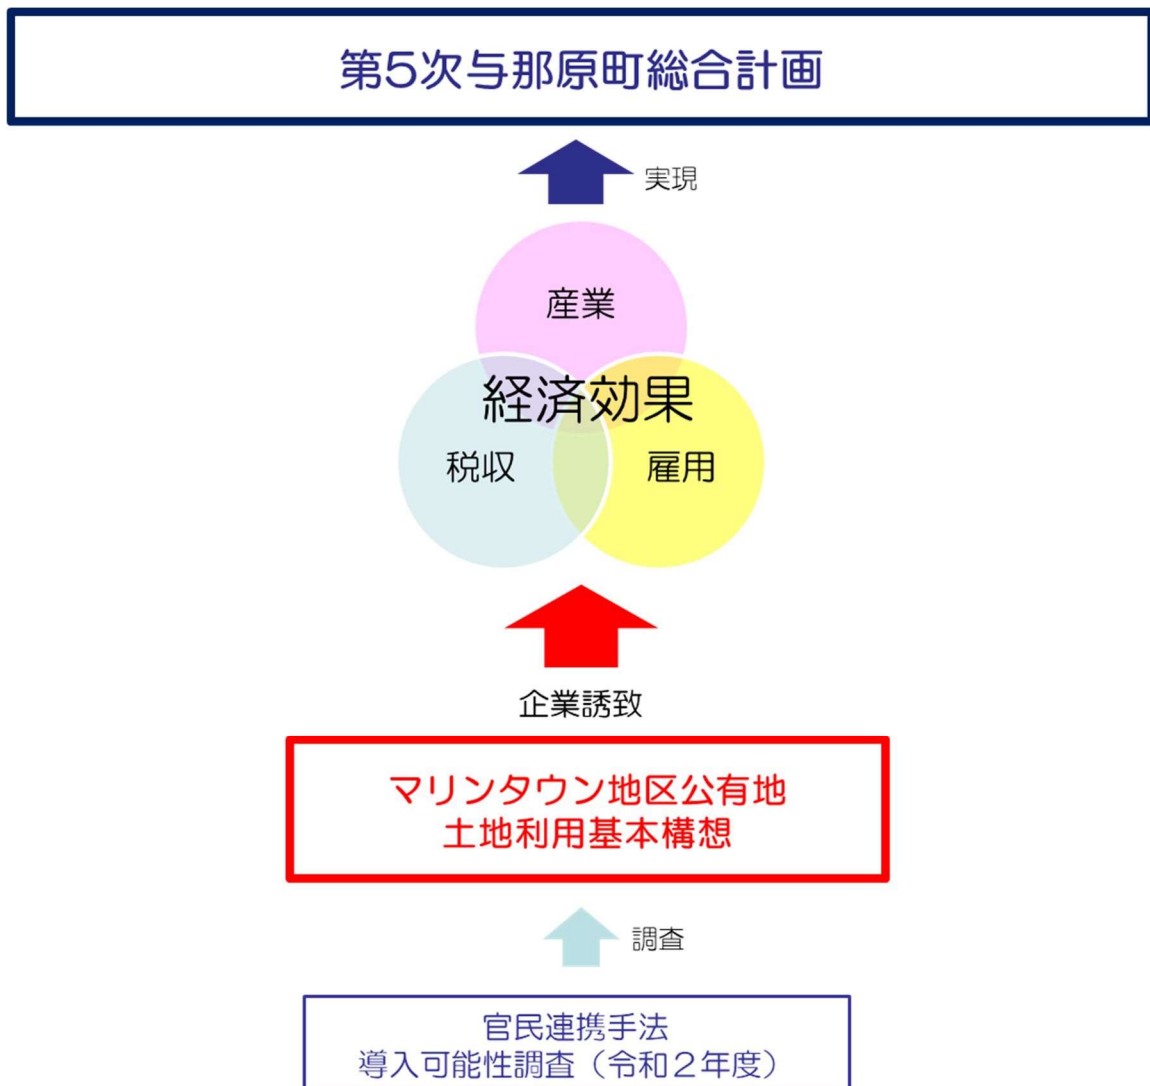 第5次与那原町総合計画
実現
産業
経済効果
税収
雇用
企業誘致
マリンタウン地区公有地
土地利用基本構想
調査
官民連携手法
導入可能性調査（令和２年度）